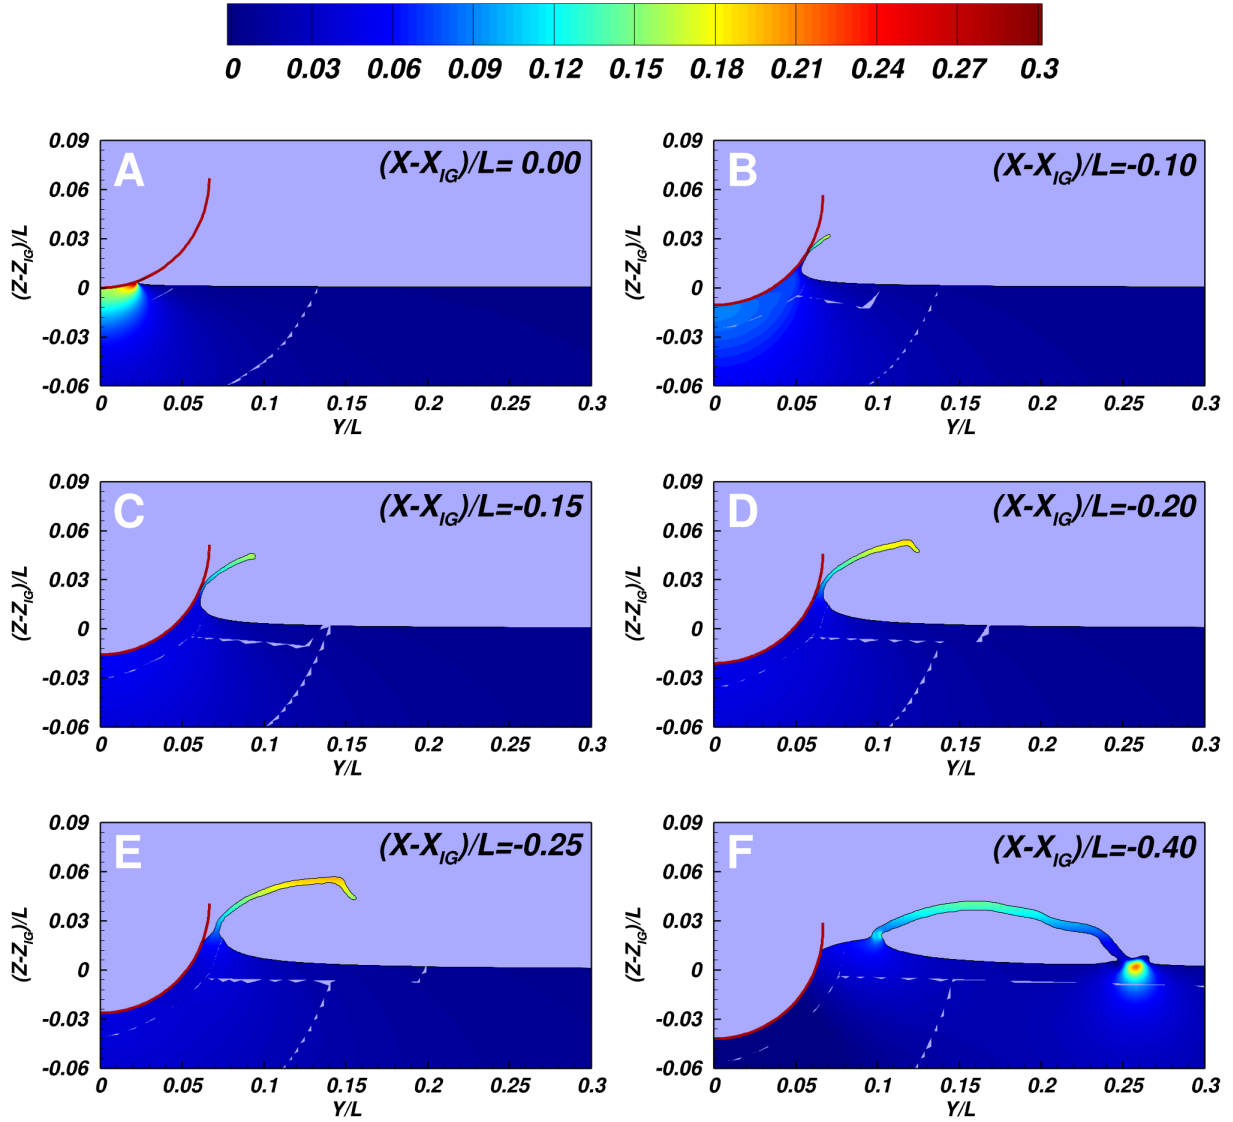 0 0.03 0.06 0.09 0.12 0.15 0.18 0.21 0.24 0.27 0.3
A
(X-X_IG)/L= 0.00
(Z-Z_IG)/L
0.09
0.06
0.03
0
-0.03
-0.06
0 0.05 0.1 0.15 0.2 0.25 0.3
Y/L
B
(X-X_IG)/L=-0.10
(Z-Z_IG)/L
0.09
0.06
0.03
0
-0.03
-0.06
0 0.05 0.1 0.15 0.2 0.25 0.3
Y/L
C
(X-X_IG)/L=-0.15
(Z-Z_IG)/L
0.09
0.06
0.03
0
-0.03
-0.06
0 0.05 0.1 0.15 0.2 0.25 0.3
Y/L
D
(X-X_IG)/L=-0.20
(Z-Z_IG)/L
0.09
0.06
0.03
0
-0.03
-0.06
0 0.05 0.1 0.15 0.2 0.25 0.3
Y/L
E
(X-X_IG)/L=-0.25
(Z-Z_IG)/L
0.09
0.06
0.03
0
-0.03
-0.06
0 0.05 0.1 0.15 0.2 0.25 0.3
Y/L
F
(X-X_IG)/L=-0.40
(Z-Z_IG)/L
0.09
0.06
0.03
0
-0.03
-0.06
0 0.05 0.1 0.15 0.2 0.25 0.3
Y/L